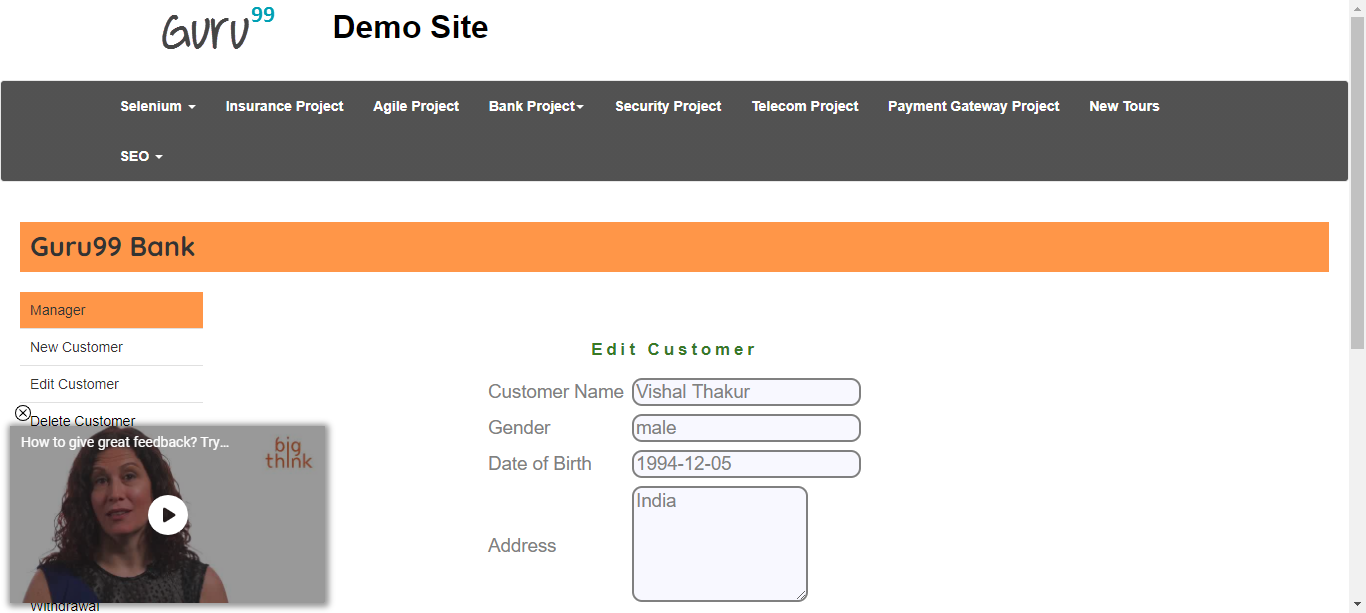 Guru99 Demo Site
Selenium Insurance Project Agile Project Bank Project Security Project Telecom Project Payment Gateway Project New Tours
SEO
Guru99 Bank
Manager
New Customer
Edit Customer
Delete Customer
How to give great feedback? Try...
big
think
Withdrawal
Edit Customer
Customer Name Vishal Thakur
Gender male
Date of Birth 1994-12-05
Address India